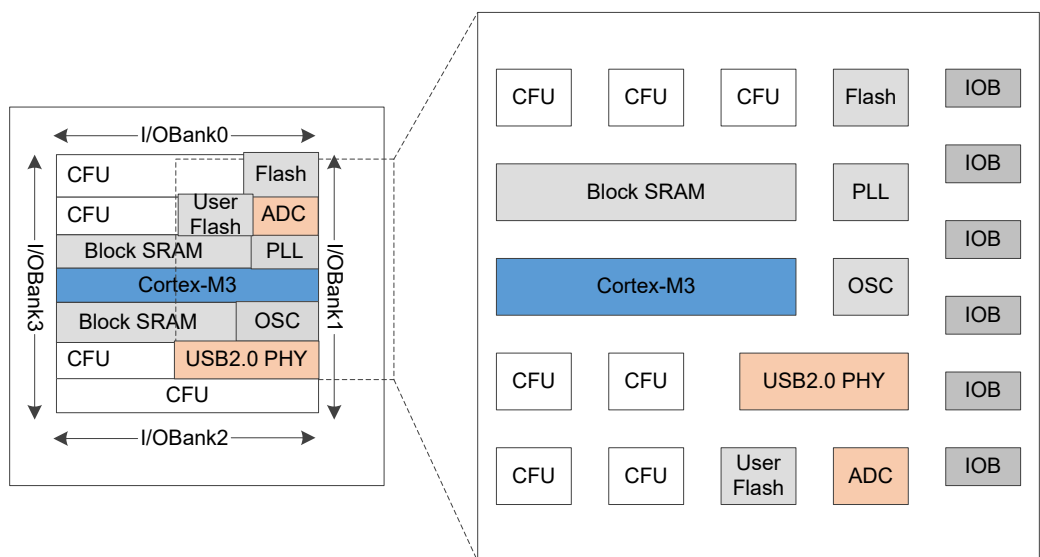 I/OBank0
I/OBank3
I/OBank1
CFU
Flash
CFU
User
Flash
ADC
Block SRAM
PLL
Cortex-M3
Block SRAM
OSC
CFU
USB2.0 PHY
CFU
I/OBank2
CFU
CFU
CFU
Flash
IOB
Block SRAM
PLL
IOB
IOB
Cortex-M3
OSC
IOB
CFU
CFU
USB2.0 PHY
IOB
CFU
CFU
User
Flash
ADC
IOB